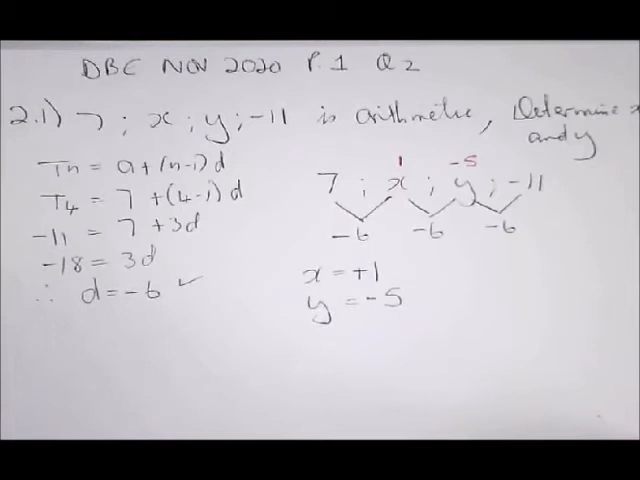 DBE NOV 2020 P.1 Q2
2.1) 7 ; x ; y ; -11 is arithmetic, Determine x
and y
Tn = a + (n-1) d
T4 = 7 + (4-1) d
-11 = 7 + 3d
-18 = 3d
∴ d = -6 ✓
1 -5
7 ; x ; y ; -11
-6 -6 -6
x = +1
y = -5